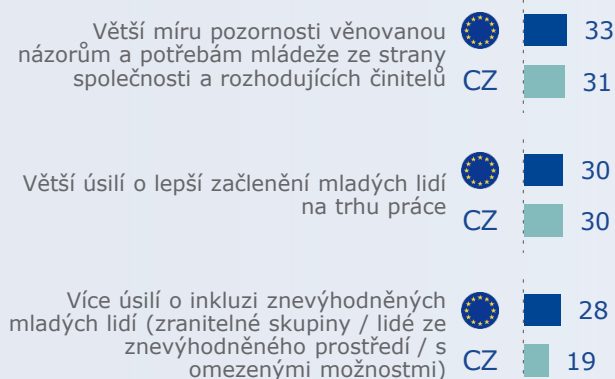 Větší míru pozornosti věnovanou
názorům a potřebám mládeže ze strany
společnosti a rozhodujících činitelů
33
CZ 31
Větší úsilí o lepší začlenění mladých lidí
na trhu práce
30
CZ 30
Více úsilí o inkluzi znevýhodněných
mladých lidí (zranitelné skupiny / lidé ze
znevýhodněného prostředí / s
omezenými možnostmi)
28
CZ 19